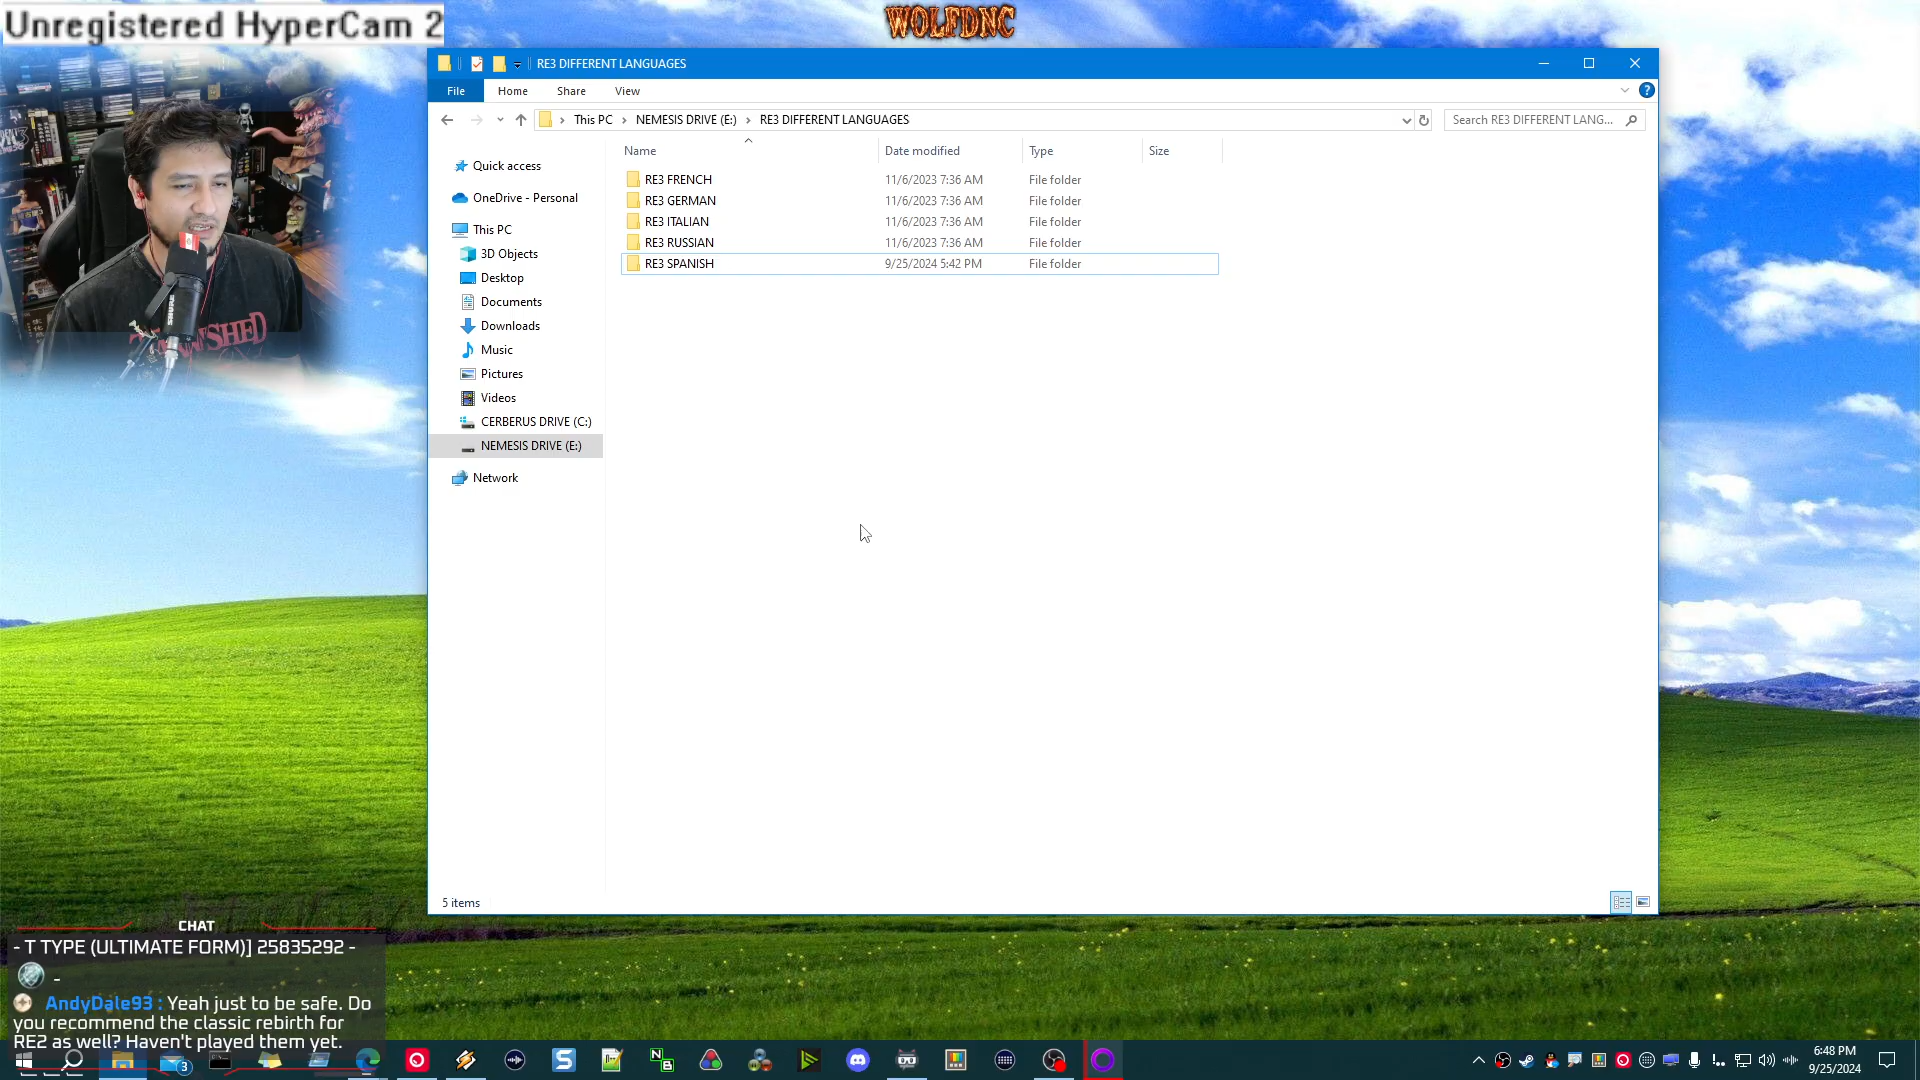 Unregistered HyperCam 2
WOLFDNC
RE3 DIFFERENT LANGUAGES
File
Home
Share
View
This PC
NEMESIS DRIVE (E:)
RE3 DIFFERENT LANGUAGES
Search RE3 DIFFERENT LANG...
Name
Date modified
Type
Size
Quick access
OneDrive - Personal
This PC
3D Objects
Desktop
Documents
Downloads
Music
Pictures
Videos
CERBERUS DRIVE (C:)
NEMESIS DRIVE (E:)
Network
RE3 FRENCH 11/6/2023 7:36 AM File folder
RE3 GERMAN 11/6/2023 7:36 AM File folder
RE3 ITALIAN 11/6/2023 7:36 AM File folder
RE3 RUSSIAN 11/6/2023 7:36 AM File folder
RE3 SPANISH 9/25/2024 5:42 PM File folder
SHURE
5 items
CHAT
- T TYPE (ULTIMATE FORM)] 25835292 -
-
AndyDale93 : Yeah just to be safe. Do
you recommend the classic rebirth for
RE2 as well? Haven't played them yet.
3
6:48 PM
9/25/2024